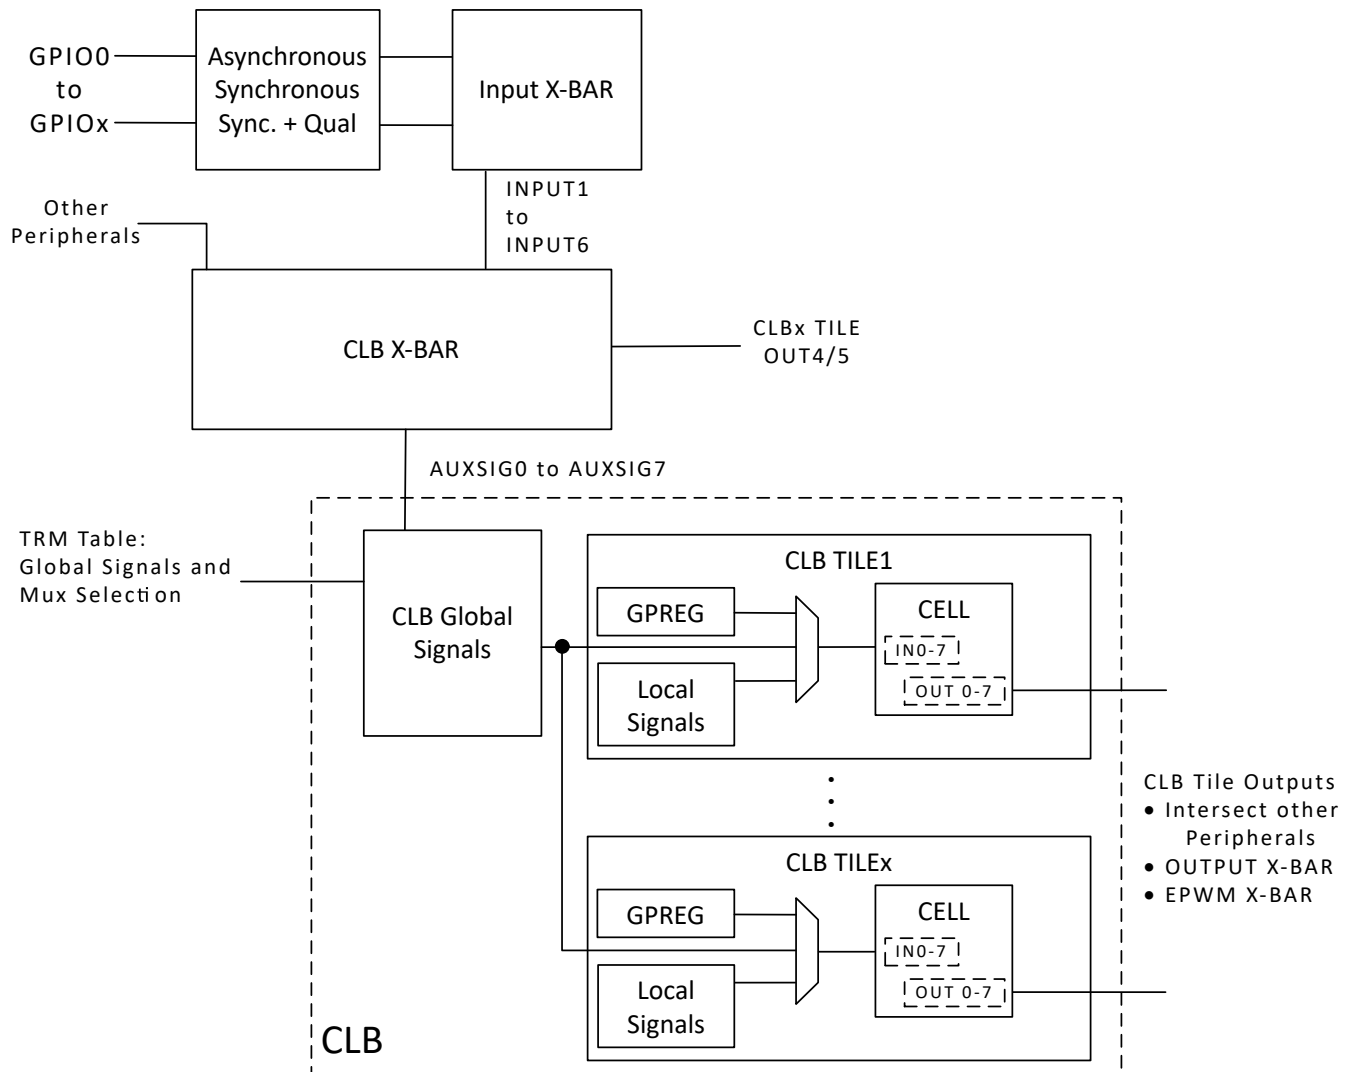 GPIO0
to
GPIOx
Asynchronous
Synchronous
Sync. + Qual
Input X-BAR
INPUT1
to
INPUT6
Other
Peripherals
CLB X-BAR
CLBx TILE
OUT4/5
AUXSIG0 to AUXSIG7
TRM Table:
Global Signals and
Mux Selection
CLB Global
Signals
CLB TILE1
GPREG
Local
Signals
CELL
IN0-7
OUT 0-7
CLB TILEx
GPREG
Local
Signals
CELL
IN0-7
OUT 0-7
CLB Tile Outputs
• Intersect other
Peripherals
• OUTPUT X-BAR
• EPWM X-BAR
CLB